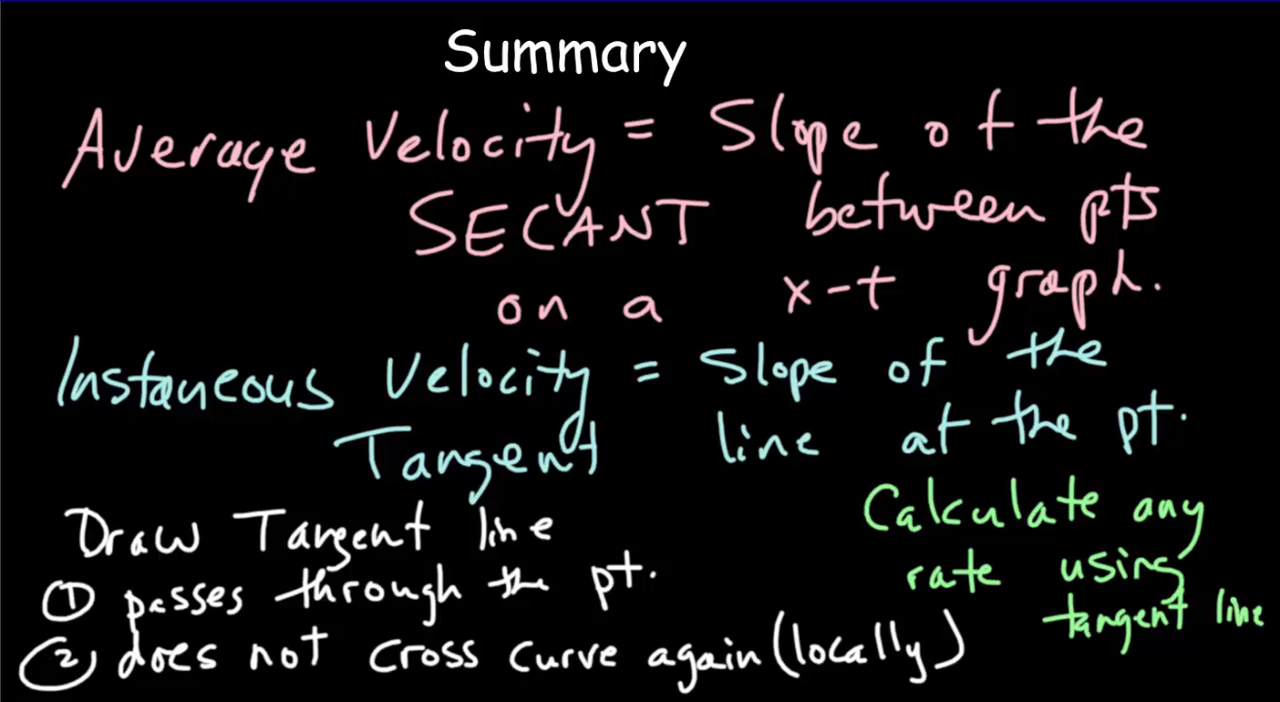 Summary
Average Velocity = Slope of the
SECANT between pts
on a x-t graph.
Instaneous Velocity = Slope of the
Tangent line at the pt.
Calculate any
rate using
tangent line
Draw Tangent line
① passes through the pt.
② does not cross curve again (locally)